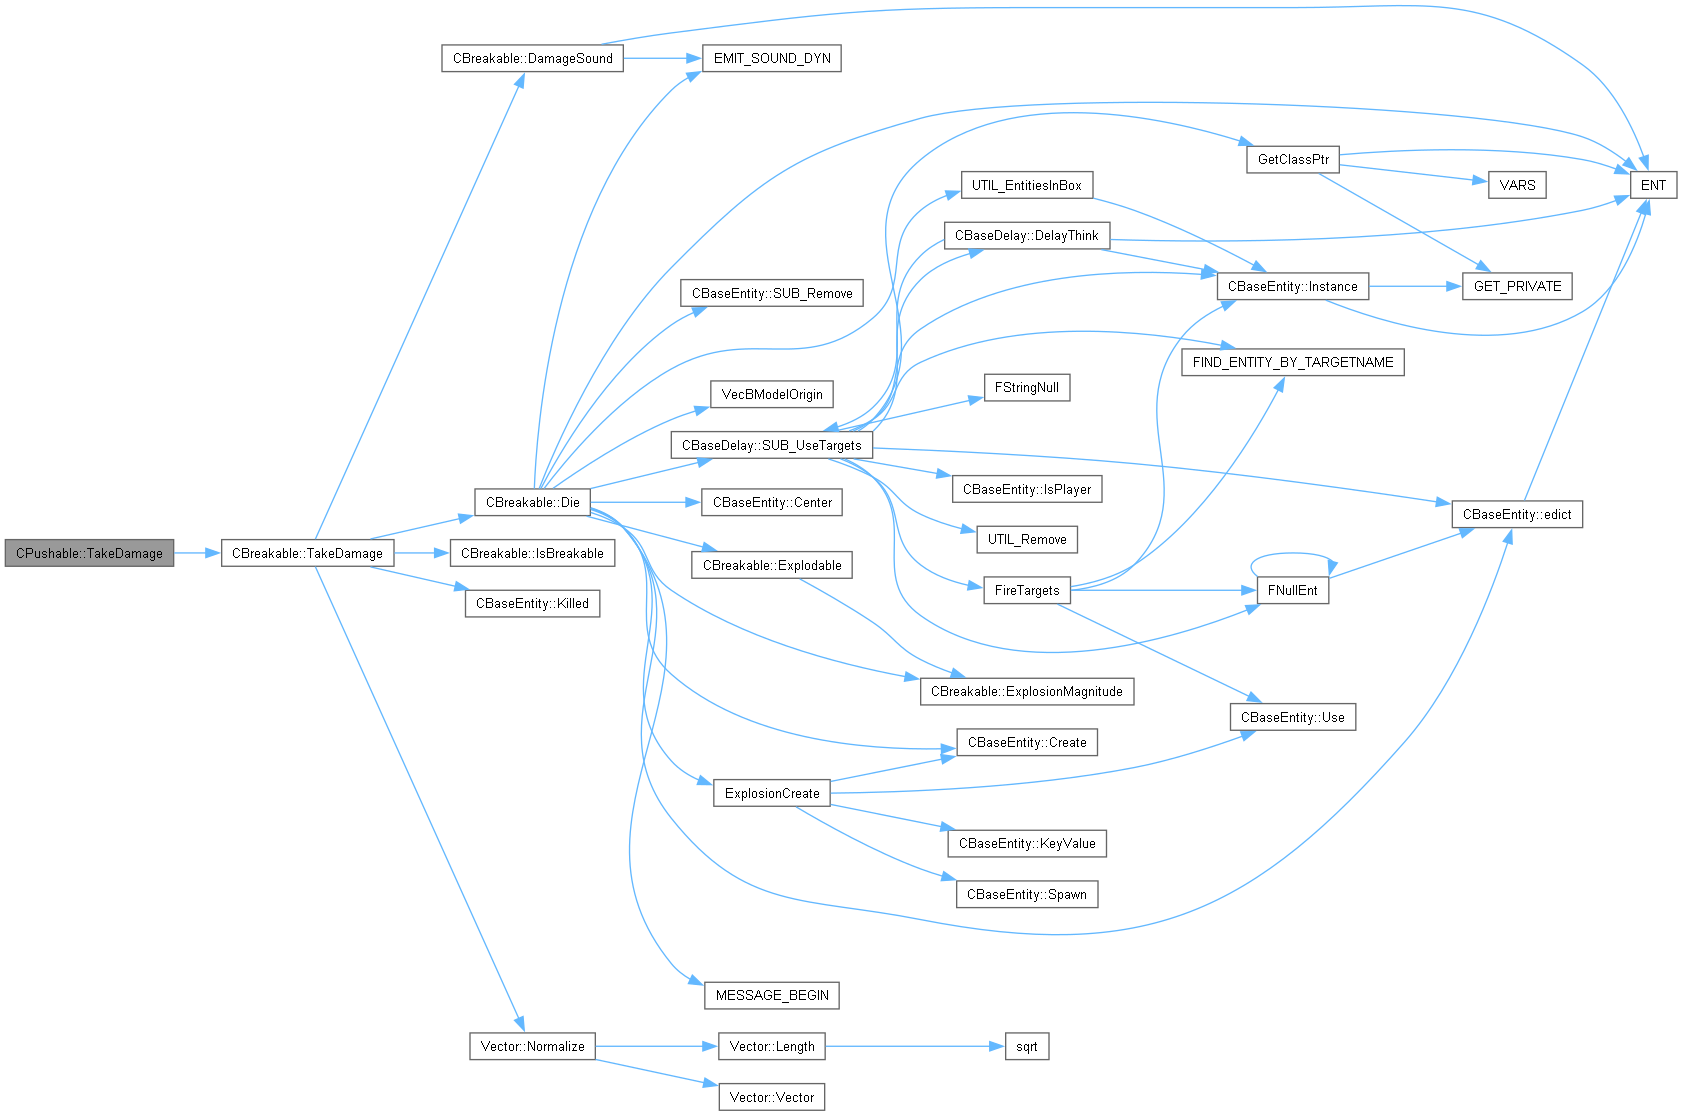 CBreakable::DamageSound
EMIT_SOUND_DYN
GetClassPtr
UTIL_EntitiesInBox
VARS
ENT
CBaseDelay::DelayThink
CBaseEntity::SUB_Remove
CBaseEntity::Instance
GET_PRIVATE
FIND_ENTITY_BY_TARGETNAME
VecBModelOrigin
FStringNull
CBaseDelay::SUB_UseTargets
CBaseEntity::IsPlayer
CBreakable::Die
CBaseEntity::Center
CBaseEntity::edict
UTIL_Remove
CPushable::TakeDamage
CBreakable::TakeDamage
CBreakable::IsBreakable
CBreakable::Explodable
FireTargets
FNullEnt
CBaseEntity::Killed
CBreakable::ExplosionMagnitude
CBaseEntity::Use
CBaseEntity::Create
ExplosionCreate
CBaseEntity::KeyValue
CBaseEntity::Spawn
MESSAGE_BEGIN
Vector::Normalize
Vector::Length
sqrt
Vector::Vector